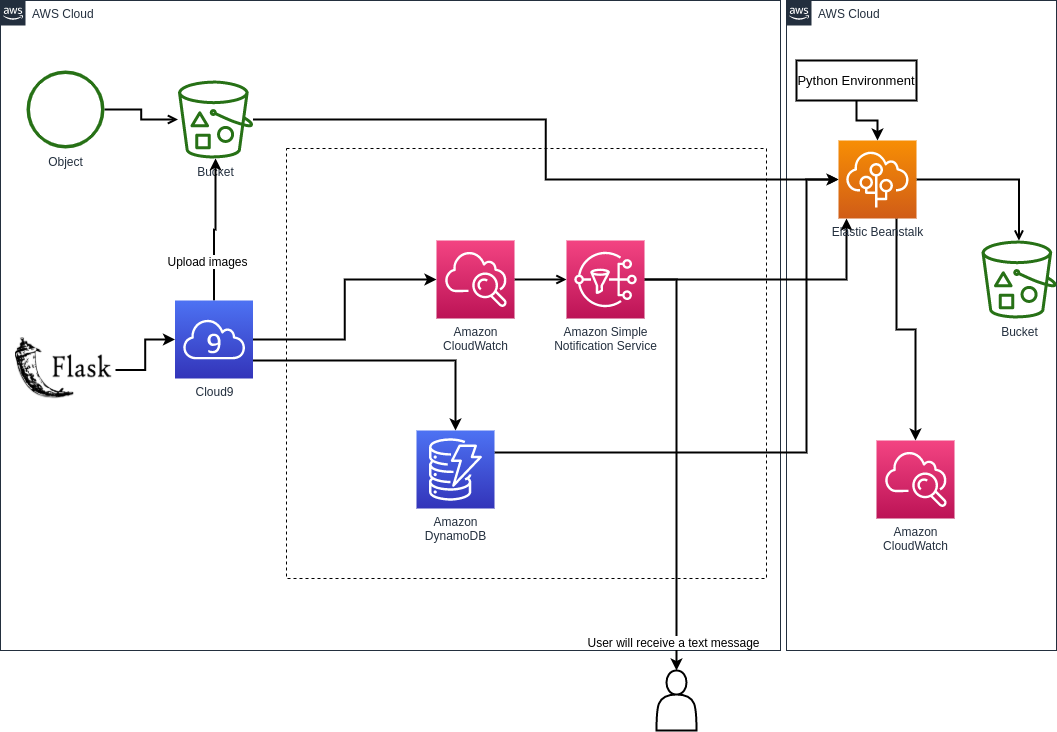 aws
AWS Cloud
aws
AWS Cloud
Python Environment
Object
Bucket
Elastic Beanstalk
Upload images
Amazon
CloudWatch
Amazon Simple
Notification Service
Bucket
Flask
9
Cloud9
Amazon
DynamoDB
Amazon
CloudWatch
User will receive a text message